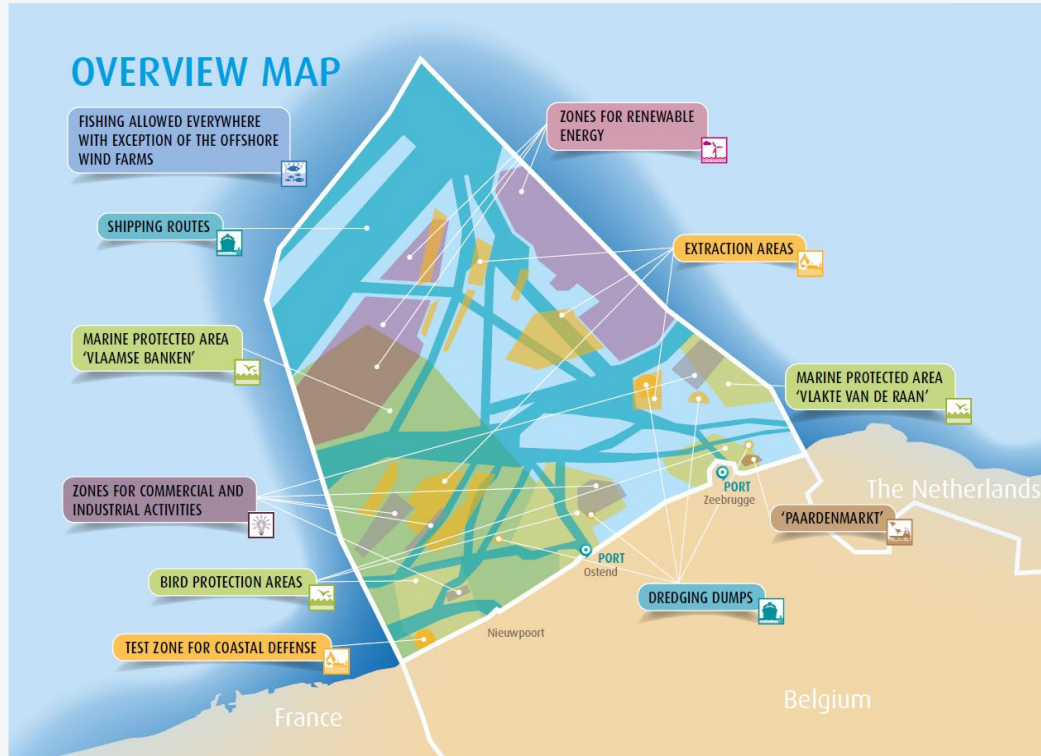 OVERVIEW MAP
FISHING ALLOWED EVERYWHERE
WITH EXCEPTION OF THE OFFSHORE
WIND FARMS
ZONES FOR RENEWABLE
ENERGY
SHIPPING ROUTES
EXTRACTION AREAS
MARINE PROTECTED AREA
'VLAAMSE BANKEN'
MARINE PROTECTED AREA
'VLAKTE VAN DE RAAN'
ZONES FOR COMMERCIAL AND
INDUSTRIAL ACTIVITIES
PORT
Zeebrugge
The Netherlands
'PAARDENMARKT'
BIRD PROTECTION AREAS
PORT
Ostend
DREDGING DUMPS
Nieuwpoort
TEST ZONE FOR COASTAL DEFENSE
France
Belgium